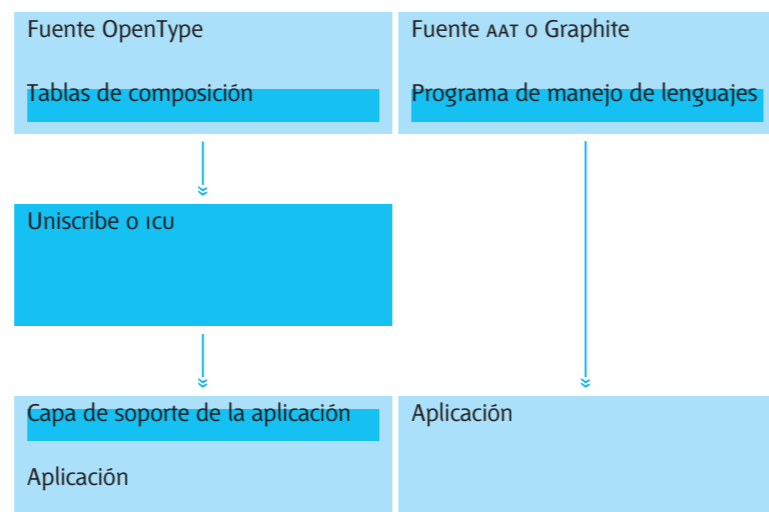 Fuente OpenType
Tablas de composición
Fuente AAT o Graphite
Programa de manejo de lenguajes
Uniscribe o ICU
Capa de soporte de la aplicación
Aplicación
Aplicación